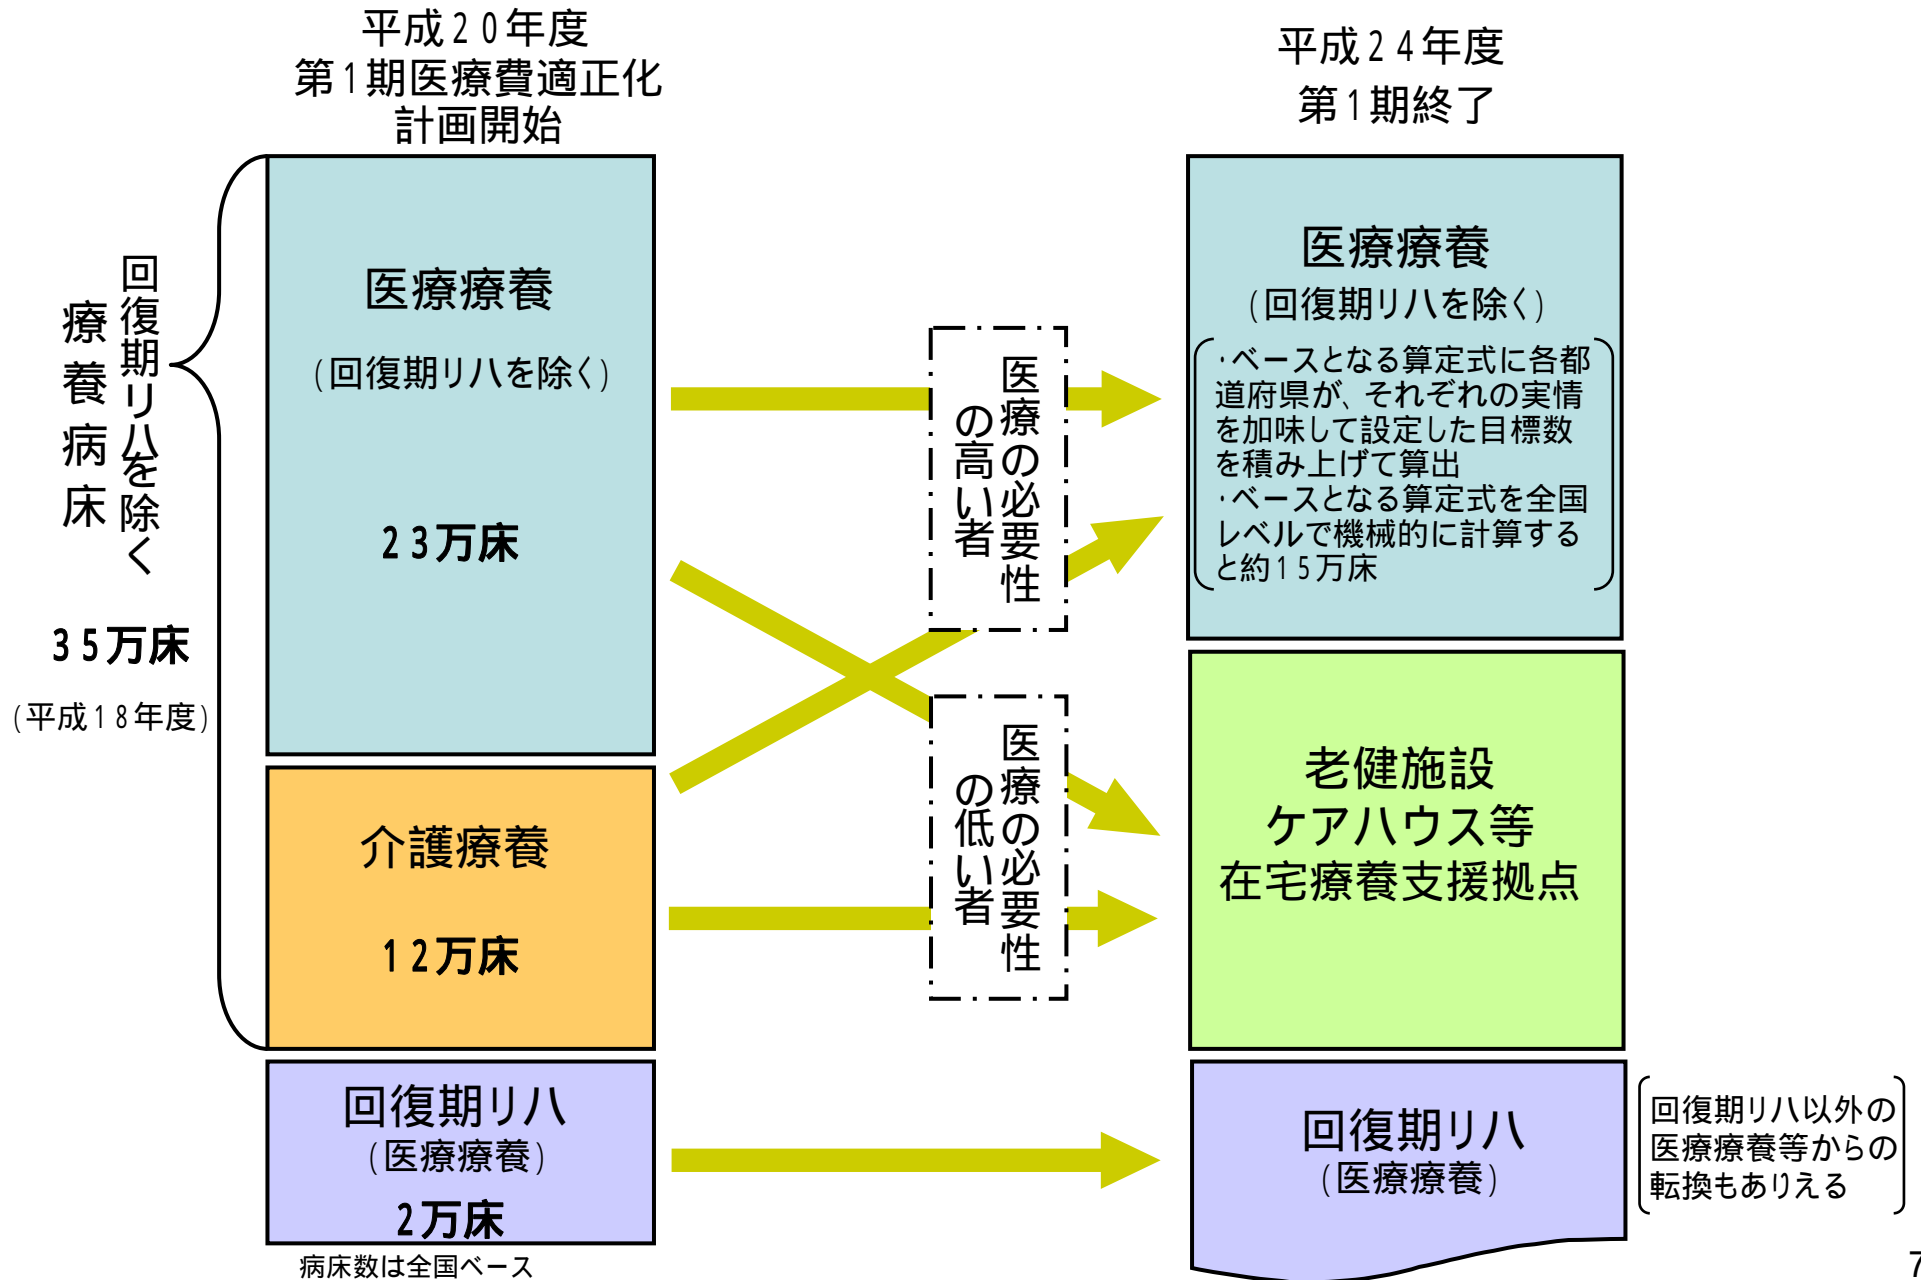 平成２０年度
第１期医療費適正化
計画開始
平成２４年度
第１期終了
回復期リハを除く
療養病床
３５万床
（平成１８年度）
医療療養
（回復期リハを除く）
２３万床
介護療養
１２万床
回復期リハ
（医療療養）
２万床
病床数は全国ベース
医療の必要性
の高い者
医療の必要性
の低い者
医療療養
（回復期リハを除く）
・ベースとなる算定式に各都
道府県が、それぞれの実情
を加味して設定した目標数
を積み上げて算出
・ベースとなる算定式を全国
レベルで機械的に計算する
と約１５万床
老健施設
ケアハウス等
在宅療養支援拠点
回復期リハ
（医療療養）
回復期リハ以外の
医療療養等からの
転換もありえる
7